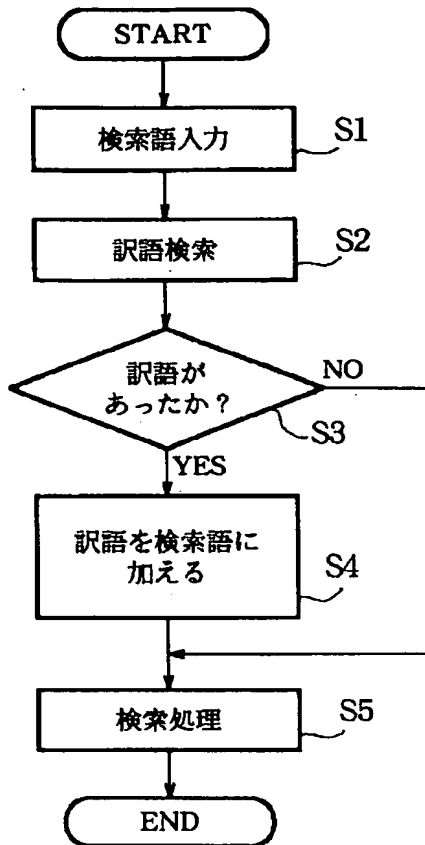 START
検索語入力
S1
訳語検索
S2
訳語が
あったか?
NO
S3
YES
訳語を検索語に
加える
S4
検索処理
S5
END